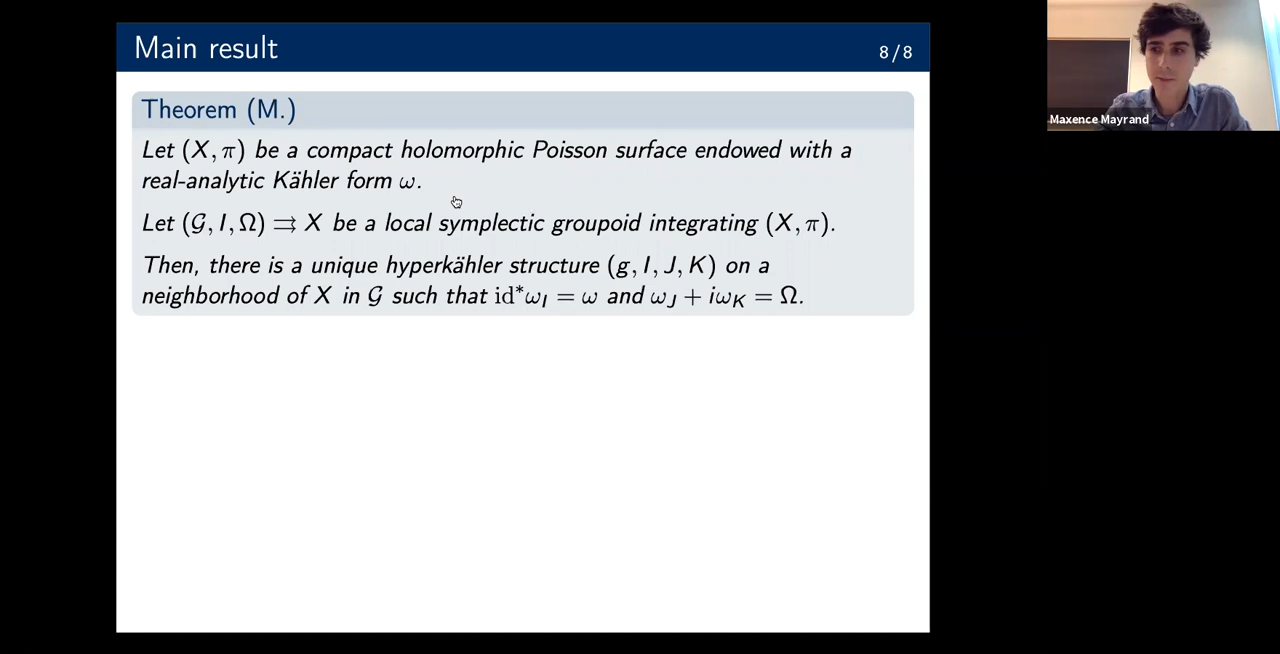 Main result
8/8
Theorem (M.)
Let (X, π) be a compact holomorphic Poisson surface endowed with a
real-analytic Kähler form ω.
Let (𝒢, I, Ω) ⇉ X be a local symplectic groupoid integrating (X, π).
Then, there is a unique hyperkähler structure (g, I, J, K) on a
neighborhood of X in 𝒢 such that id*ω_I = ω and ω_J + iω_K = Ω.
Maxence Mayrand